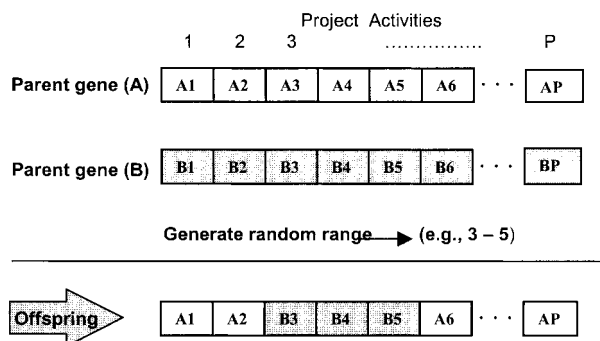 Project Activities
1 2 3 .................. P
Parent gene (A) A1 A2 A3 A4 A5 A6 · · · AP
Parent gene (B) B1 B2 B3 B4 B5 B6 · · · BP
Generate random range (e.g., 3 – 5)
Offspring A1 A2 B3 B4 B5 A6 · · · AP